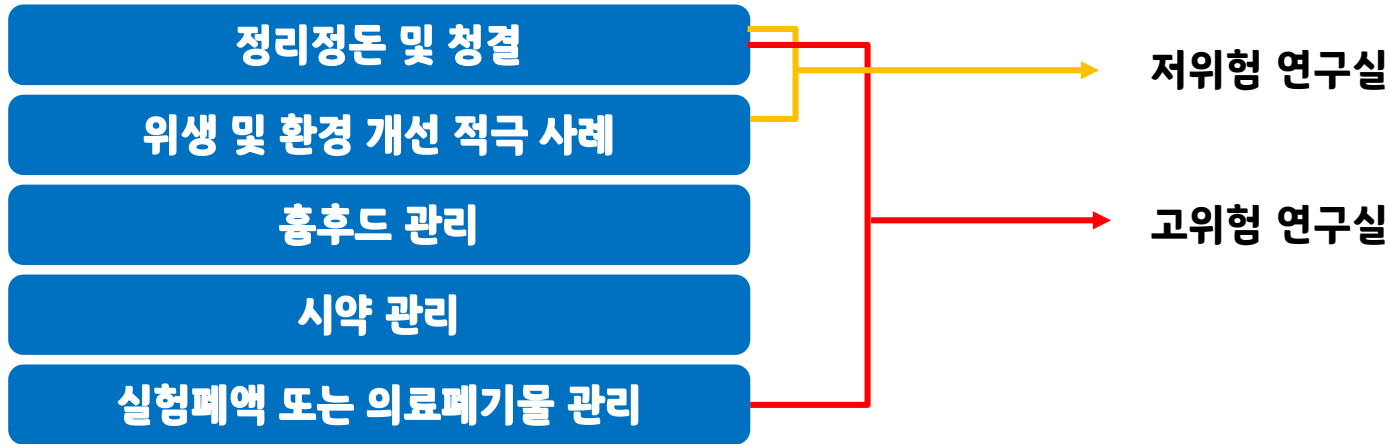 정리정돈 및 청결
저위험 연구실
위생 및 환경 개선 적극 사례
흄후드 관리
고위험 연구실
시약 관리
실험폐액 또는 의료폐기물 관리